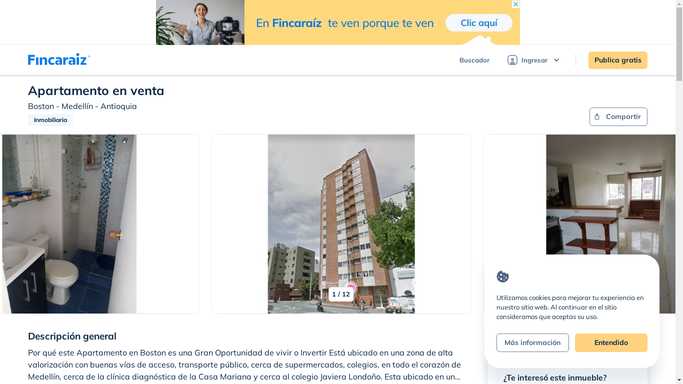 En Fincaraíz te ven porque te ven
Clic aquí
Fincaraíz
Buscador
Ingresar
Publica gratis
Apartamento en venta
Boston - Medellín - Antioquia
Inmobiliaria
Compartir
1 / 12
Utilizamos cookies para mejorar tu experiencia en
nuestro sitio web. Al continuar en el sitio
consideramos que aceptas su uso.
Más información
Entendido
Descripción general
Por qué este Apartamento en Boston es una Gran Oportunidad de vivir o Invertir Está ubicado en una zona de alta
valorización con buenas vías de acceso, transporte público, cerca de supermercados, colegios, en todo el corazón de
Medellín, cerca de la clínica diagnóstica de la Casa Mariana y cerca al colegio Javiera Londoño. Esta ubicado en un...
¿Te interesó este inmueble?